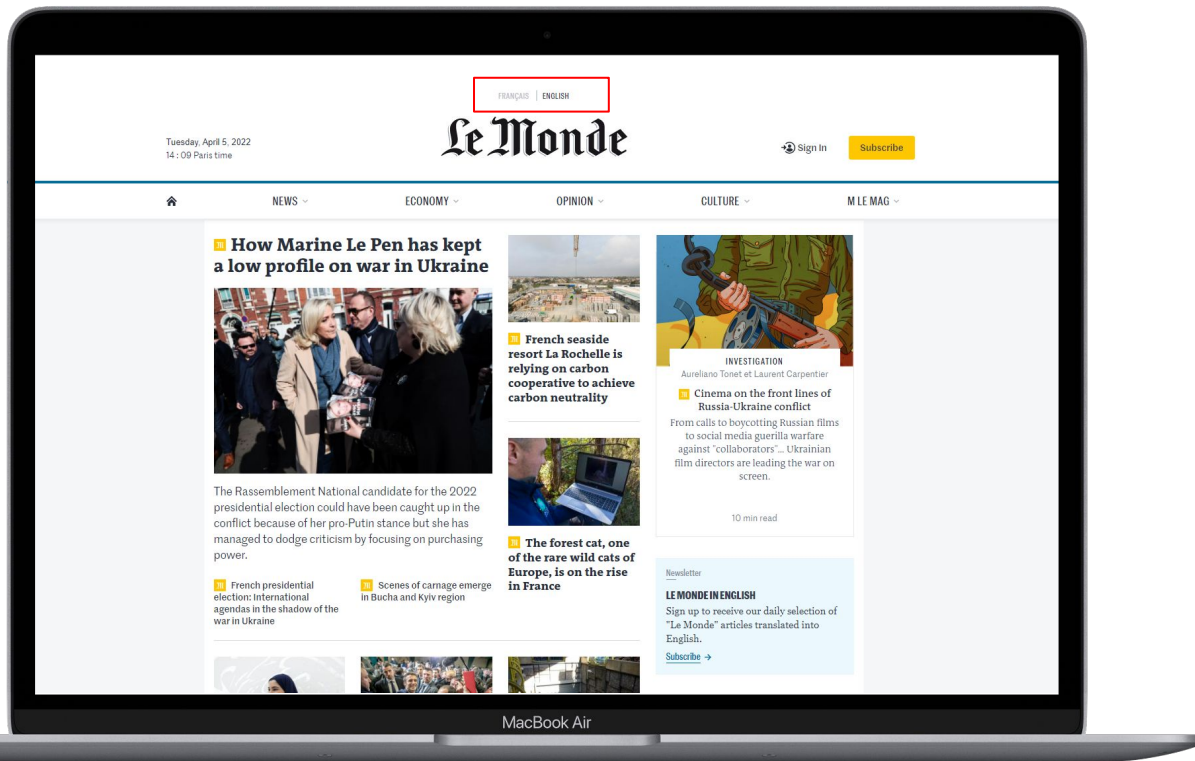 FRANÇAIS | ENGLISH
Tuesday, April 5, 2022
14 : 09 Paris time
Le Monde
Sign In
Subscribe
NEWS
ECONOMY
OPINION
CULTURE
M LE MAG
How Marine Le Pen has kept
a low profile on war in Ukraine
The Rassemblement National candidate for the 2022
presidential election could have been caught up in the
conflict because of her pro-Putin stance but she has
managed to dodge criticism by focusing on purchasing
power.
French presidential
election: International
agendas in the shadow of the
war in Ukraine
Scenes of carnage emerge
in Bucha and Kyiv region
French seaside
resort La Rochelle is
relying on carbon
cooperative to achieve
carbon neutrality
The forest cat, one
of the rare wild cats of
Europe, is on the rise
in France
INVESTIGATION
Aureliano Tonet et Laurent Carpentier
Cinema on the front lines of
Russia-Ukraine conflict
From calls to boycotting Russian films
to social media guerilla warfare
against "collaborators"... Ukrainian
film directors are leading the war on
screen.
10 min read
Newsletter
LE MONDE IN ENGLISH
Sign up to receive our daily selection of
"Le Monde" articles translated into
English.
Subscribe →
MacBook Air